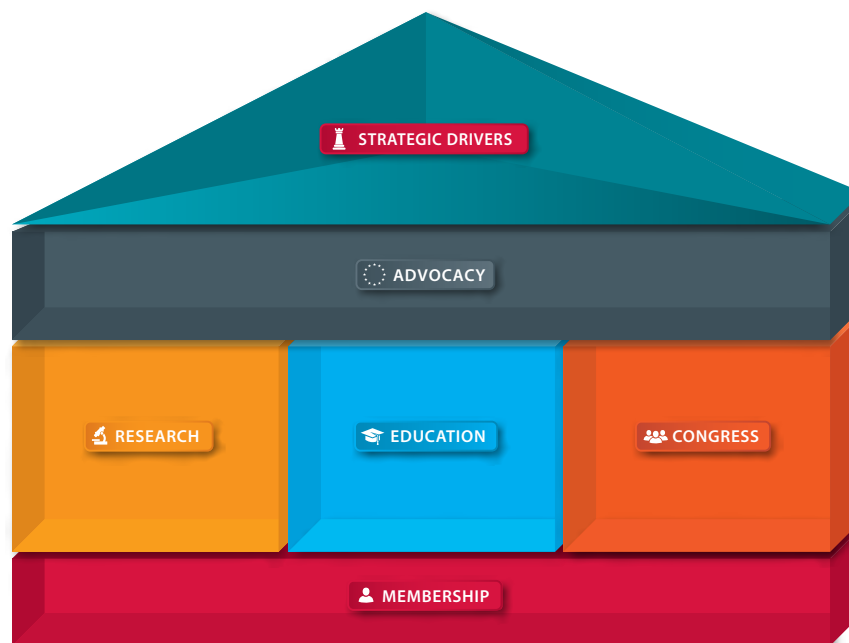 STRATEGIC DRIVERS
ADVOCACY
RESEARCH
EDUCATION
CONGRESS
MEMBERSHIP